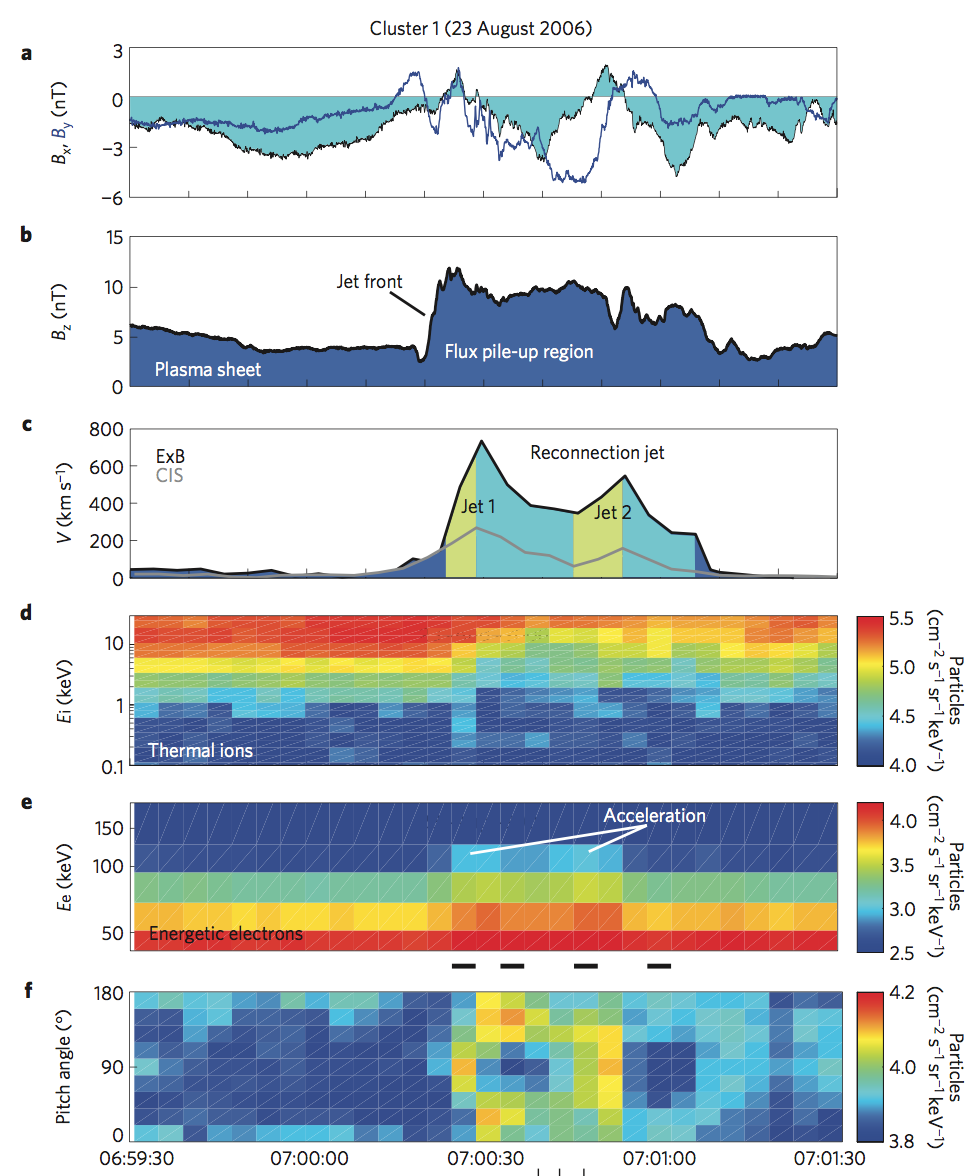 Cluster 1 (23 August 2006)
a
3
0
−3
−6
Bx, By (nT)
b
15
10
5
0
Bz (nT)
Jet front
Flux pile-up region
Plasma sheet
c
800
600
400
200
0
V (km s⁻¹)
ExB
CIS
Reconnection jet
Jet 1
Jet 2
d
10
1
0.1
Ei (keV)
Thermal ions
5.5
5.0
4.5
4.0
Particles
(cm⁻² s⁻¹ sr⁻¹ keV⁻¹)
e
150
100
50
Ee (keV)
Acceleration
Energetic electrons
4.0
3.5
3.0
2.5
Particles
(cm⁻² s⁻¹ sr⁻¹ keV⁻¹)
f
180
90
0
Pitch angle (°)
4.2
4.0
3.8
Particles
(cm⁻² s⁻¹ sr⁻¹ keV⁻¹)
06:59:30 07:00:00 07:00:30 07:01:00 07:01:30